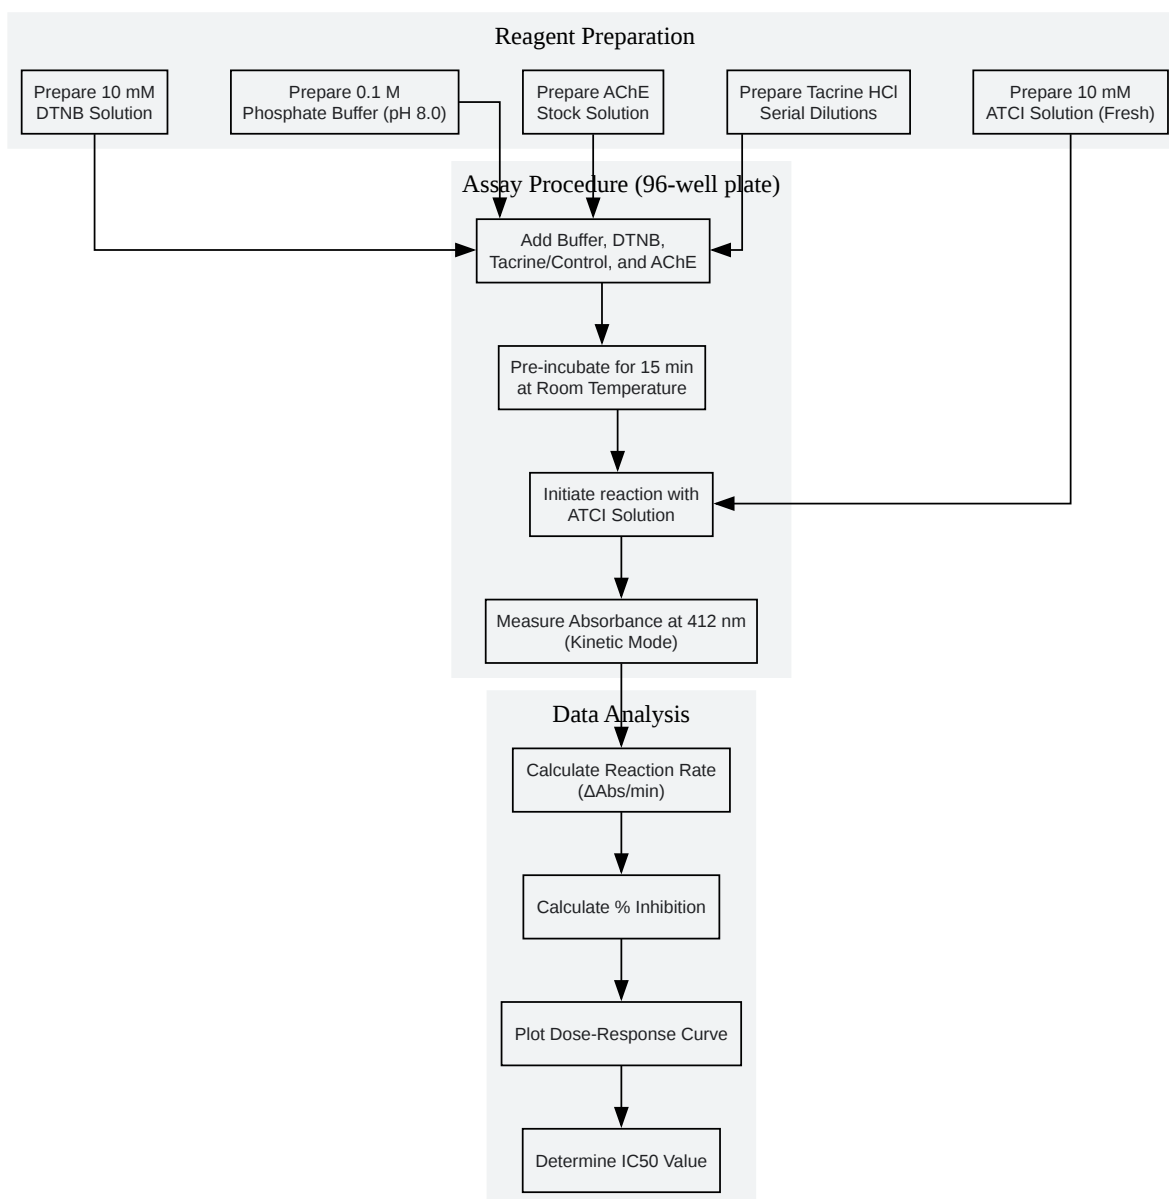 Reagent Preparation
Prepare 10 mM
DTNB Solution
Prepare 0.1 M
Phosphate Buffer (pH 8.0)
Prepare AChE
Stock Solution
Prepare Tacrine HCl
Serial Dilutions
Prepare 10 mM
ATCI Solution (Fresh)
Assay Procedure (96-well plate)
Add Buffer, DTNB,
Tacrine/Control, and AChE
Pre-incubate for 15 min
at Room Temperature
Initiate reaction with
ATCI Solution
Measure Absorbance at 412 nm
(Kinetic Mode)
Data Analysis
Calculate Reaction Rate
(ΔAbs/min)
Calculate % Inhibition
Plot Dose-Response Curve
Determine IC50 Value